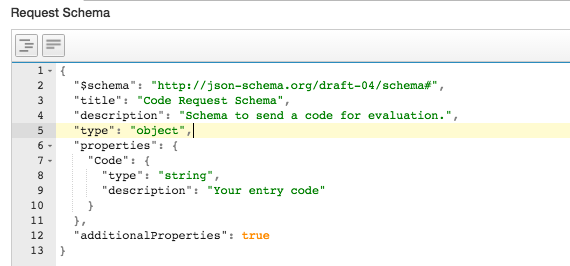 Request Schema
1 {
2 "$schema": "http://json-schema.org/draft-04/schema#",
3 "title": "Code Request Schema",
4 "description": "Schema to send a code for evaluation.",
5 "type": "object",
6 "properties": {
7 "Code": {
8 "type": "string",
9 "description": "Your entry code"
10 }
11 },
12 "additionalProperties": true
13 }